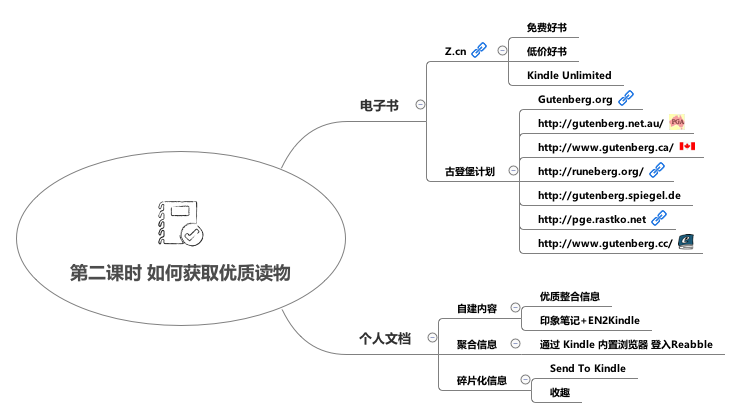 第二课时 如何获取优质读物
电子书
Z.cn
免费好书
低价好书
Kindle Unlimited
古登堡计划
Gutenberg.org
http://gutenberg.net.au/
PGA
http://www.gutenberg.ca/
http://runeberg.org/
http://gutenberg.spiegel.de
http://pge.rastko.net
http://www.gutenberg.cc/
个人文档
自建内容
优质整合信息
印象笔记+EN2Kindle
聚合信息
通过 Kindle 内置浏览器 登入Reabble
碎片化信息
Send To Kindle
收趣